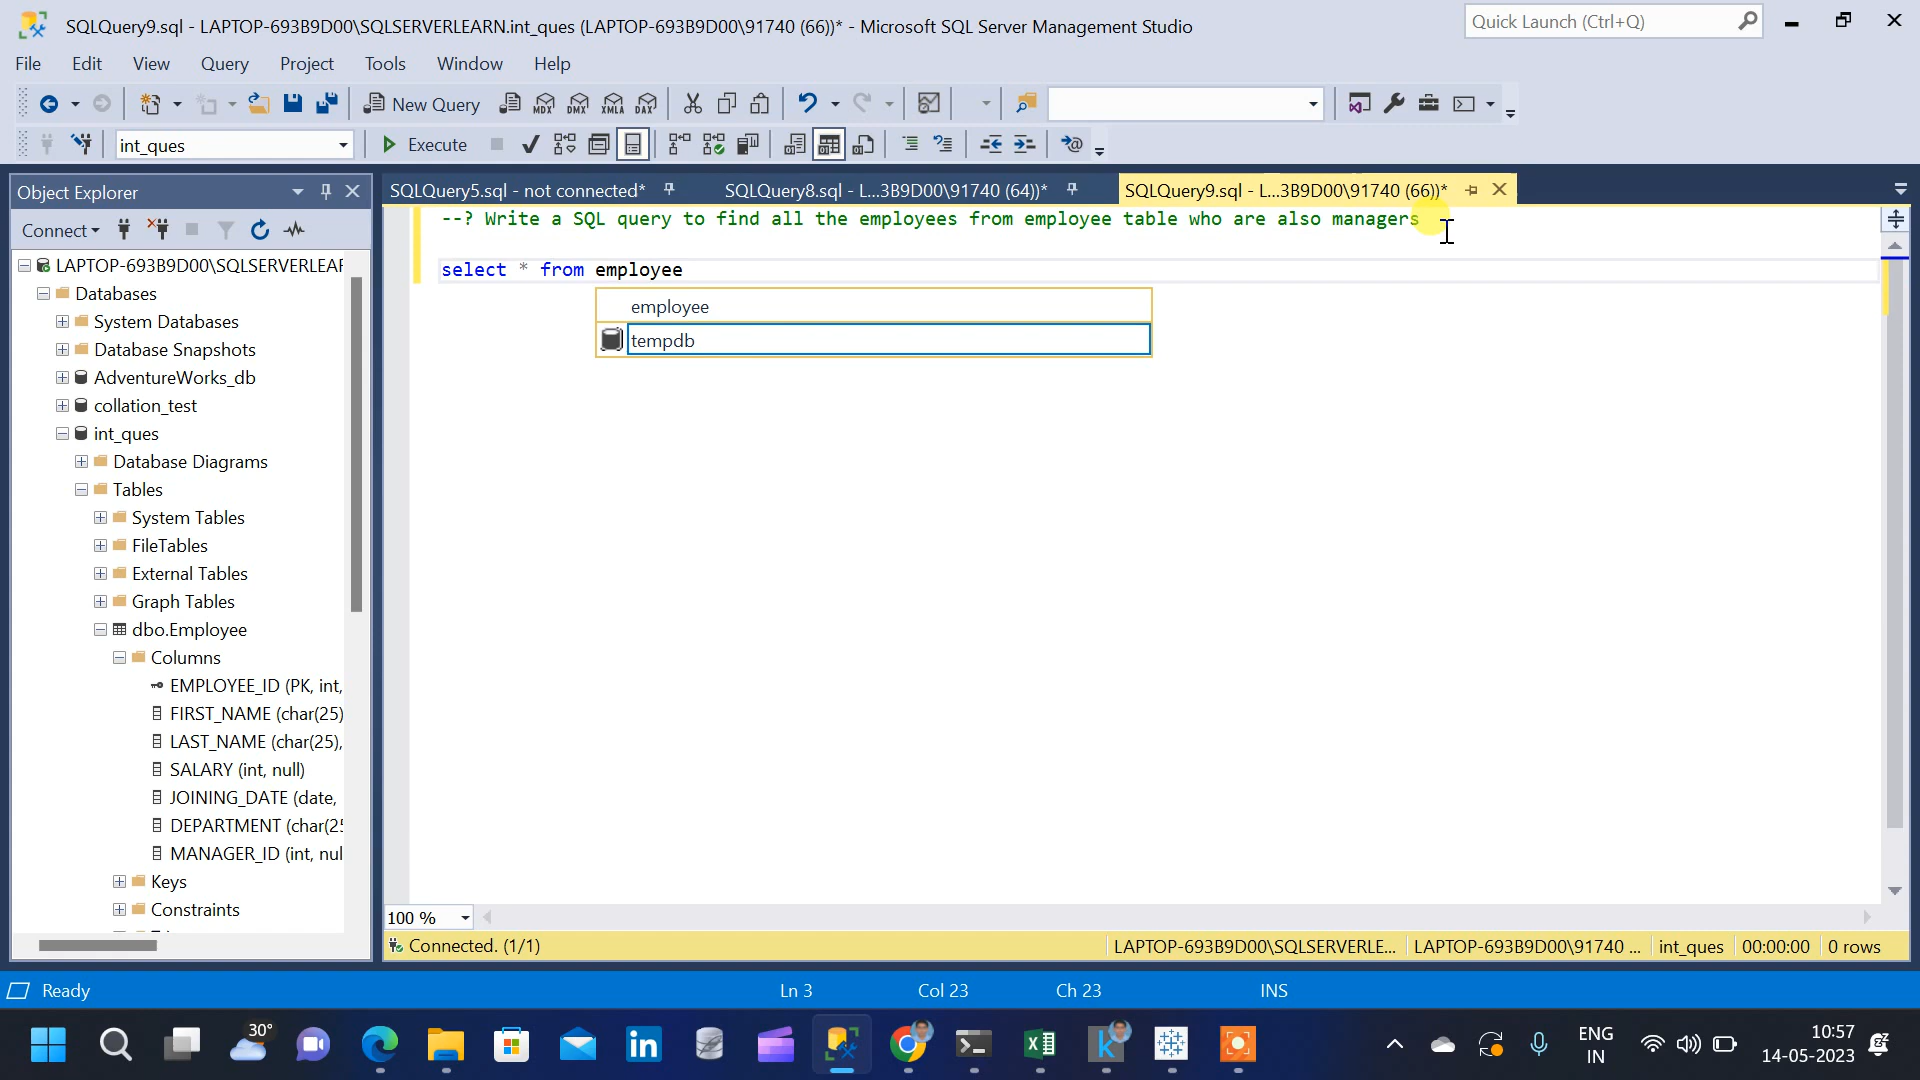 SQLQuery9.sql - LAPTOP-693B9D00\SQLSERVERLEARN.int_ques (LAPTOP-693B9D00\91740 (66))* - Microsoft SQL Server Management Studio
Quick Launch (Ctrl+Q)
File Edit View Query Project Tools Window Help
New Query
MDX DMX XMLA DAX
int_ques
Execute
Object Explorer
SQLQuery5.sql - not connected*
SQLQuery8.sql - L...3B9D00\91740 (64))*
SQLQuery9.sql - L...3B9D00\91740 (66))*
Connect
--? Write a SQL query to find all the employees from employee table who are also managers
select * from employee
employee
tempdb
LAPTOP-693B9D00\SQLSERVERLEAF
Databases
System Databases
Database Snapshots
AdventureWorks_db
collation_test
int_ques
Database Diagrams
Tables
System Tables
FileTables
External Tables
Graph Tables
dbo.Employee
Columns
EMPLOYEE_ID (PK, int,
FIRST_NAME (char(25)
LAST_NAME (char(25),
SALARY (int, null)
JOINING_DATE (date,
DEPARTMENT (char(25
MANAGER_ID (int, nul
Keys
Constraints
100 %
Connected. (1/1)
LAPTOP-693B9D00\SQLSERVERLE...
LAPTOP-693B9D00\91740 ...
int_ques
00:00:00
0 rows
Ready
Ln 3
Col 23
Ch 23
INS
30°
ENG
IN
10:57
14-05-2023